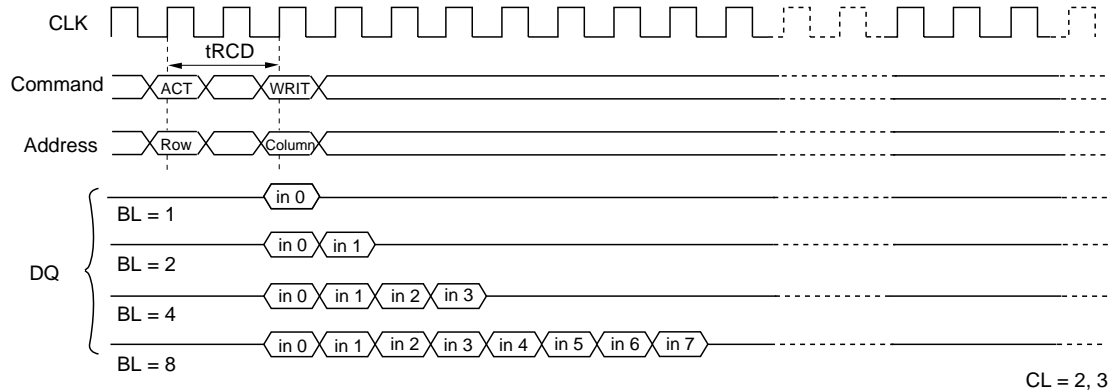 CLK
tRCD
Command ACT WRIT
Address Row Column
in 0
BL = 1
in 0 in 1
BL = 2
DQ
in 0 in 1 in 2 in 3
BL = 4
in 0 in 1 in 2 in 3 in 4 in 5 in 6 in 7
BL = 8
CL = 2, 3